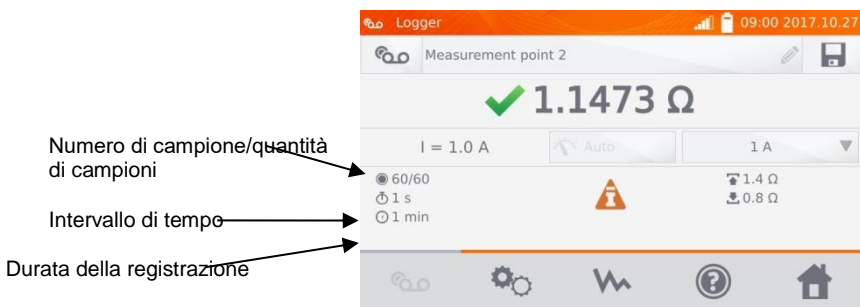 Logger
09:00 2017.10.27
Measurement point 2
1.1473 Ω
I = 1.0 A
Auto
1 A
Numero di campione/quantità
di campioni
60/60
1.4 Ω
1 s
0.8 Ω
Intervallo di tempo
1 min
Durata della registrazione